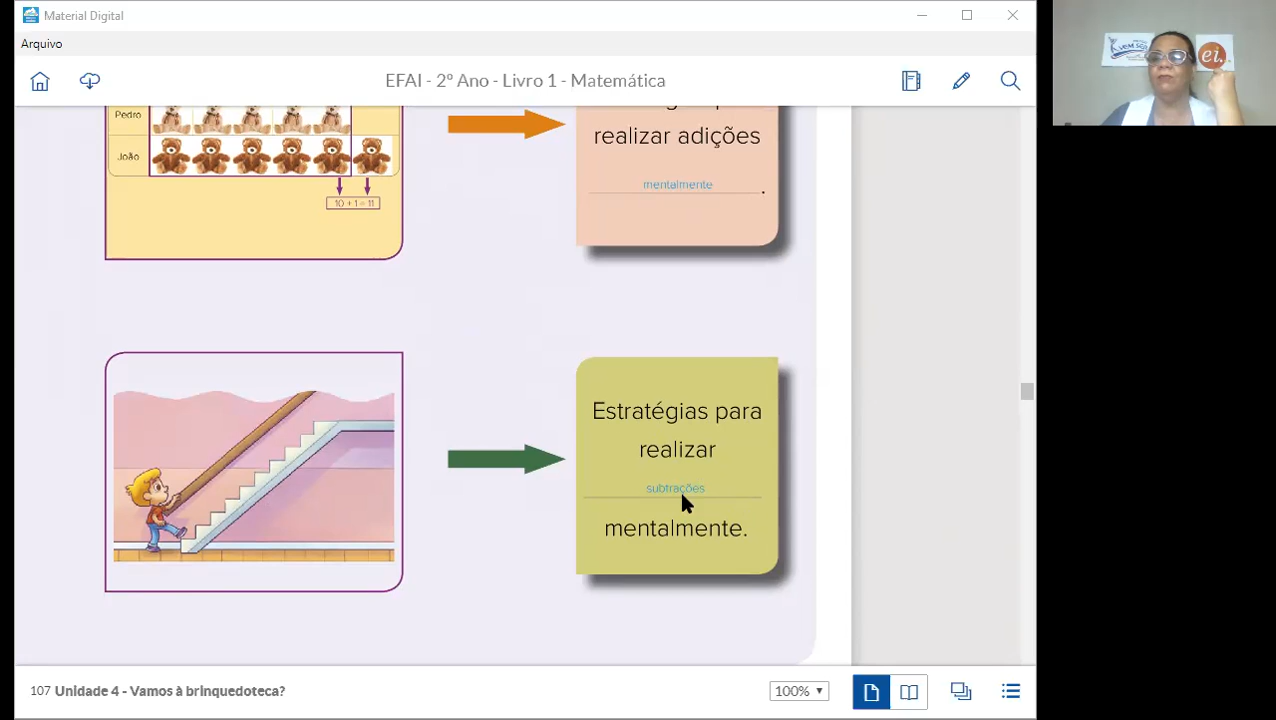 Material Digital
Arquivo
EFAI - 2º Ano - Livro 1 - Matemática
Pedro
João
10 + 1 = 11
realizar adições
mentalmente
.
Estratégias para
realizar
subtrações
mentalmente.
ei.
107 Unidade 4 - Vamos à brinquedoteca?
100%